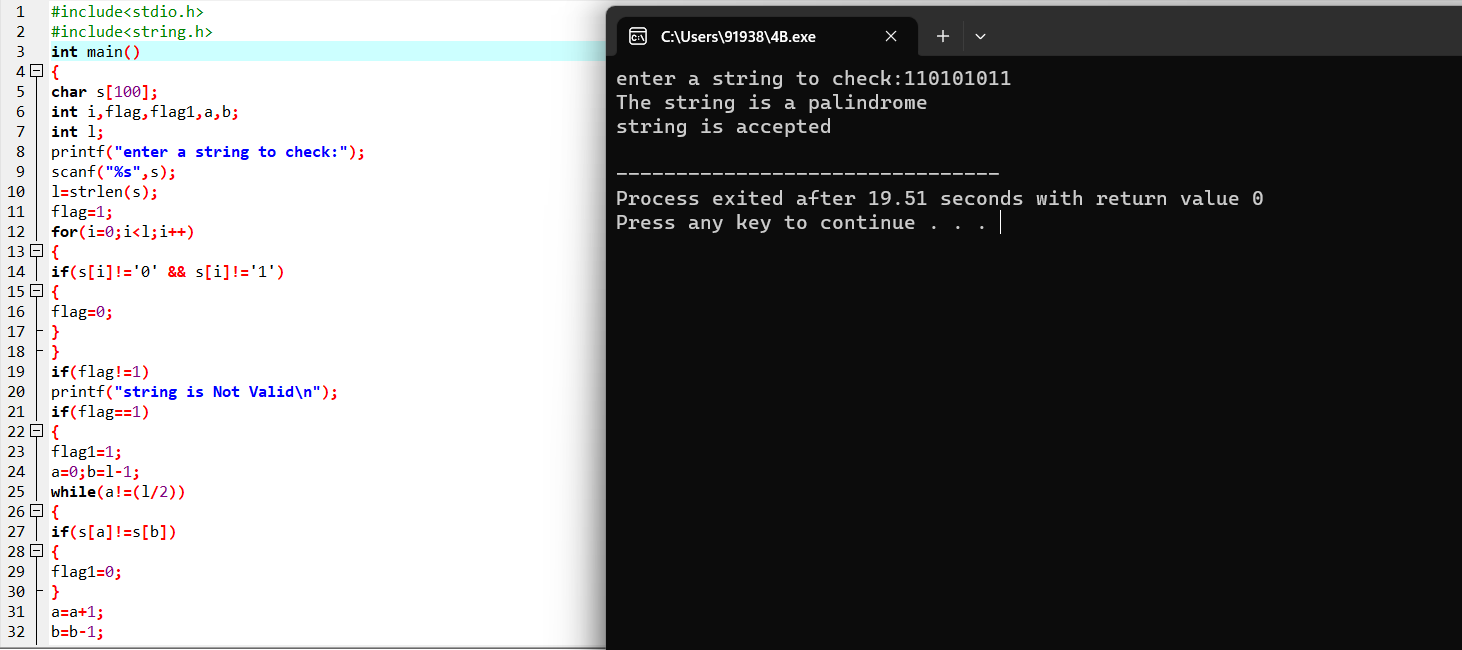 1 #include<stdio.h>
2 #include<string.h>
3 int main()
4 {
5 char s[100];
6 int i,flag,flag1,a,b;
7 int l;
8 printf("enter a string to check:");
9 scanf("%s",s);
10 l=strlen(s);
11 flag=1;
12 for(i=0;i<l;i++)
13 {
14 if(s[i]!='0' && s[i]!='1')
15 {
16 flag=0;
17 }
18 }
19 if(flag!=1)
20 printf("string is Not Valid\n");
21 if(flag==1)
22 {
23 flag1=1;
24 a=0;b=l-1;
25 while(a!=(l/2))
26 {
27 if(s[a]!=s[b])
28 {
29 flag1=0;
30 }
31 a=a+1;
32 b=b-1;
C:\Users\91938\4B.exe
enter a string to check:110101011
The string is a palindrome
string is accepted
--------------------------------
Process exited after 19.51 seconds with return value 0
Press any key to continue . . .